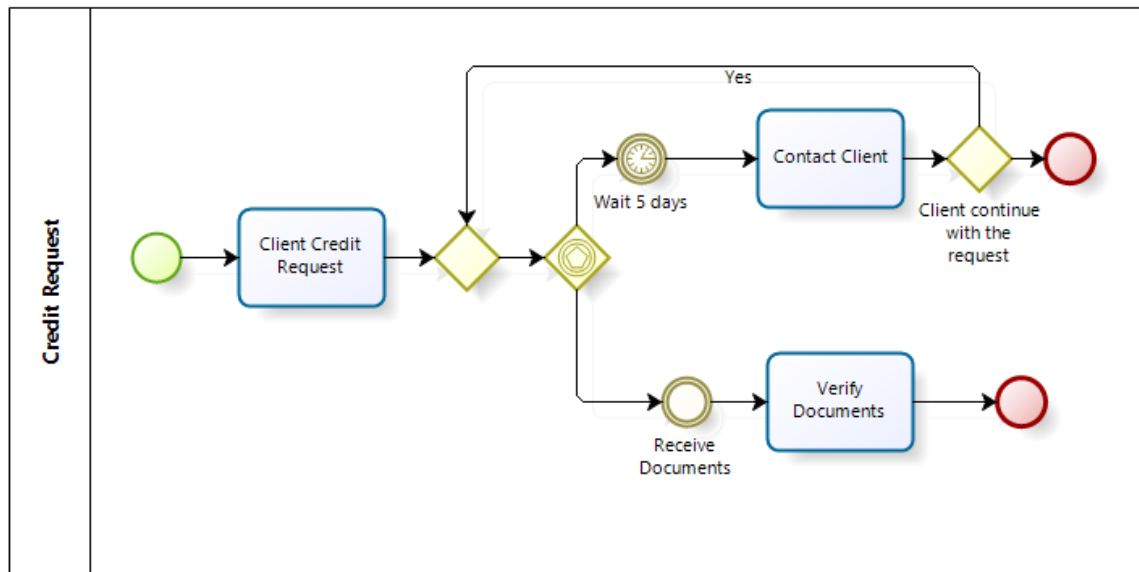 Credit Request
Yes
Client Credit
Request
Wait 5 days
Contact Client
Client continue
with the
request
Receive
Documents
Verify
Documents